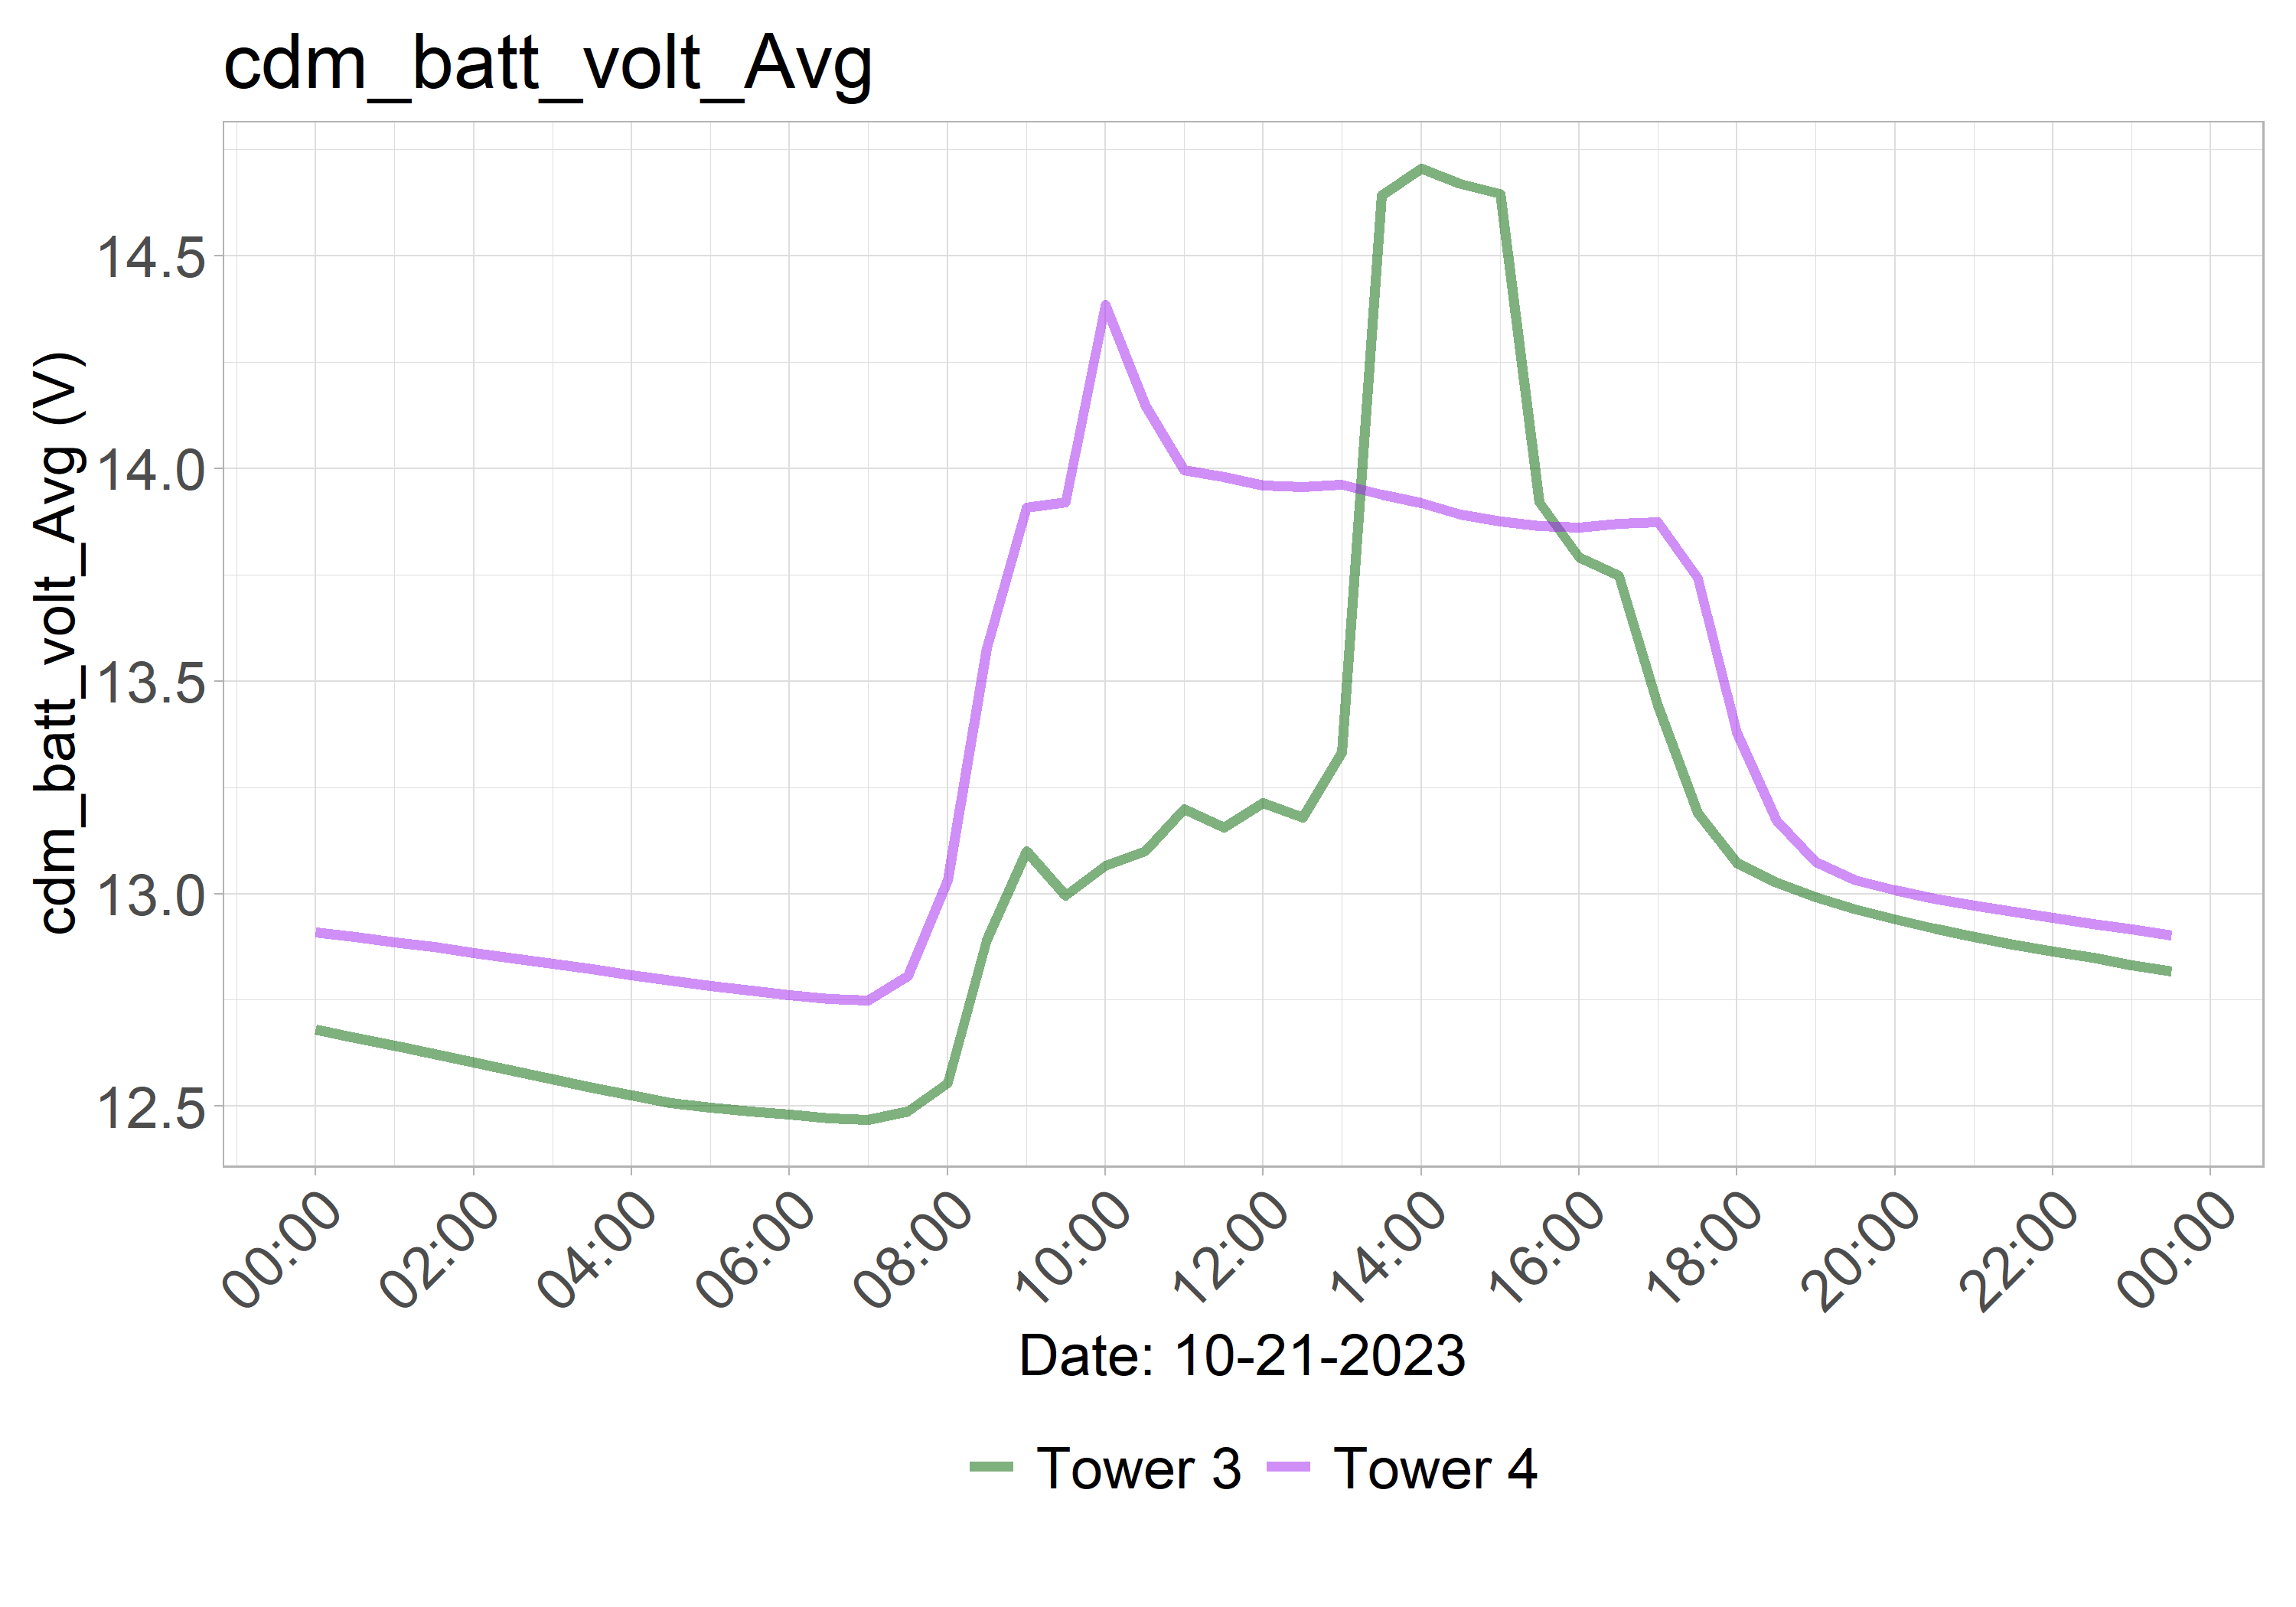 cdm_batt_volt_Avg
cdm_batt_volt_Avg (V)
14.5
14.0
13.5
13.0
12.5
00:00 02:00 04:00 06:00 08:00 10:00 12:00 14:00 16:00 18:00 20:00 22:00 00:00
Date: 10-21-2023
Tower 3 Tower 4